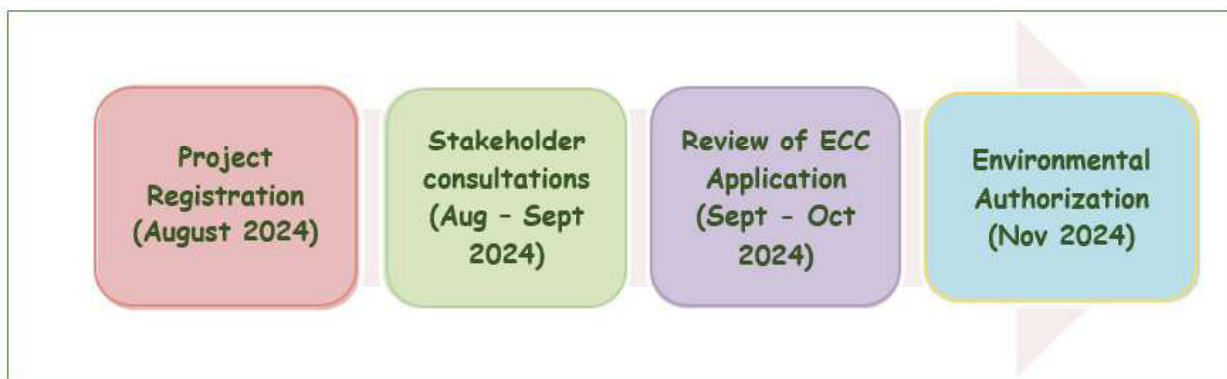 Project
Registration
(August 2024)
Stakeholder
consultations
(Aug – Sept
2024)
Review of ECC
Application
(Sept - Oct
2024)
Environmental
Authorization
(Nov 2024)